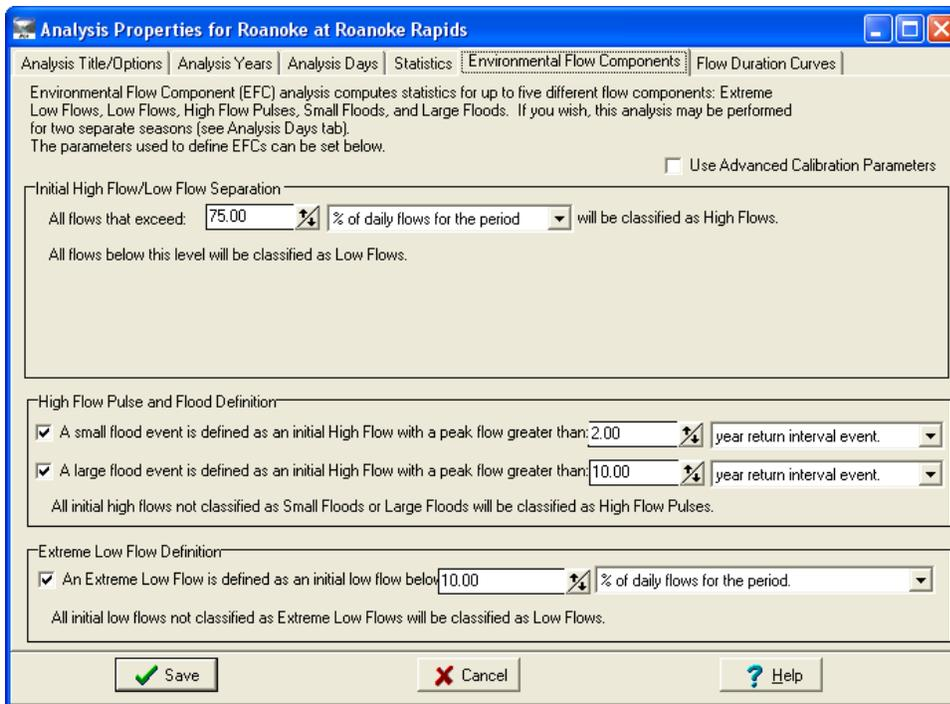 Analysis Properties for Roanoke at Roanoke Rapids
Analysis Title/Options Analysis Years Analysis Days Statistics Environmental Flow Components Flow Duration Curves
Environmental Flow Component (EFC) analysis computes statistics for up to five different flow components: Extreme
Low Flows, Low Flows, High Flow Pulses, Small Floods, and Large Floods. If you wish, this analysis may be performed
for two separate seasons (see Analysis Days tab).
The parameters used to define EFCs can be set below.
Use Advanced Calibration Parameters
Initial High Flow/Low Flow Separation
All flows that exceed: 75.00 % of daily flows for the period will be classified as High Flows.
All flows below this level will be classified as Low Flows.
High Flow Pulse and Flood Definition
A small flood event is defined as an initial High Flow with a peak flow greater than: 2.00 year return interval event.
A large flood event is defined as an initial High Flow with a peak flow greater than: 10.00 year return interval event.
All initial high flows not classified as Small Floods or Large Floods will be classified as High Flow Pulses.
Extreme Low Flow Definition
An Extreme Low Flow is defined as an initial low flow below 10.00 % of daily flows for the period.
All initial low flows not classified as Extreme Low Flows will be classified as Low Flows.
Save Cancel Help